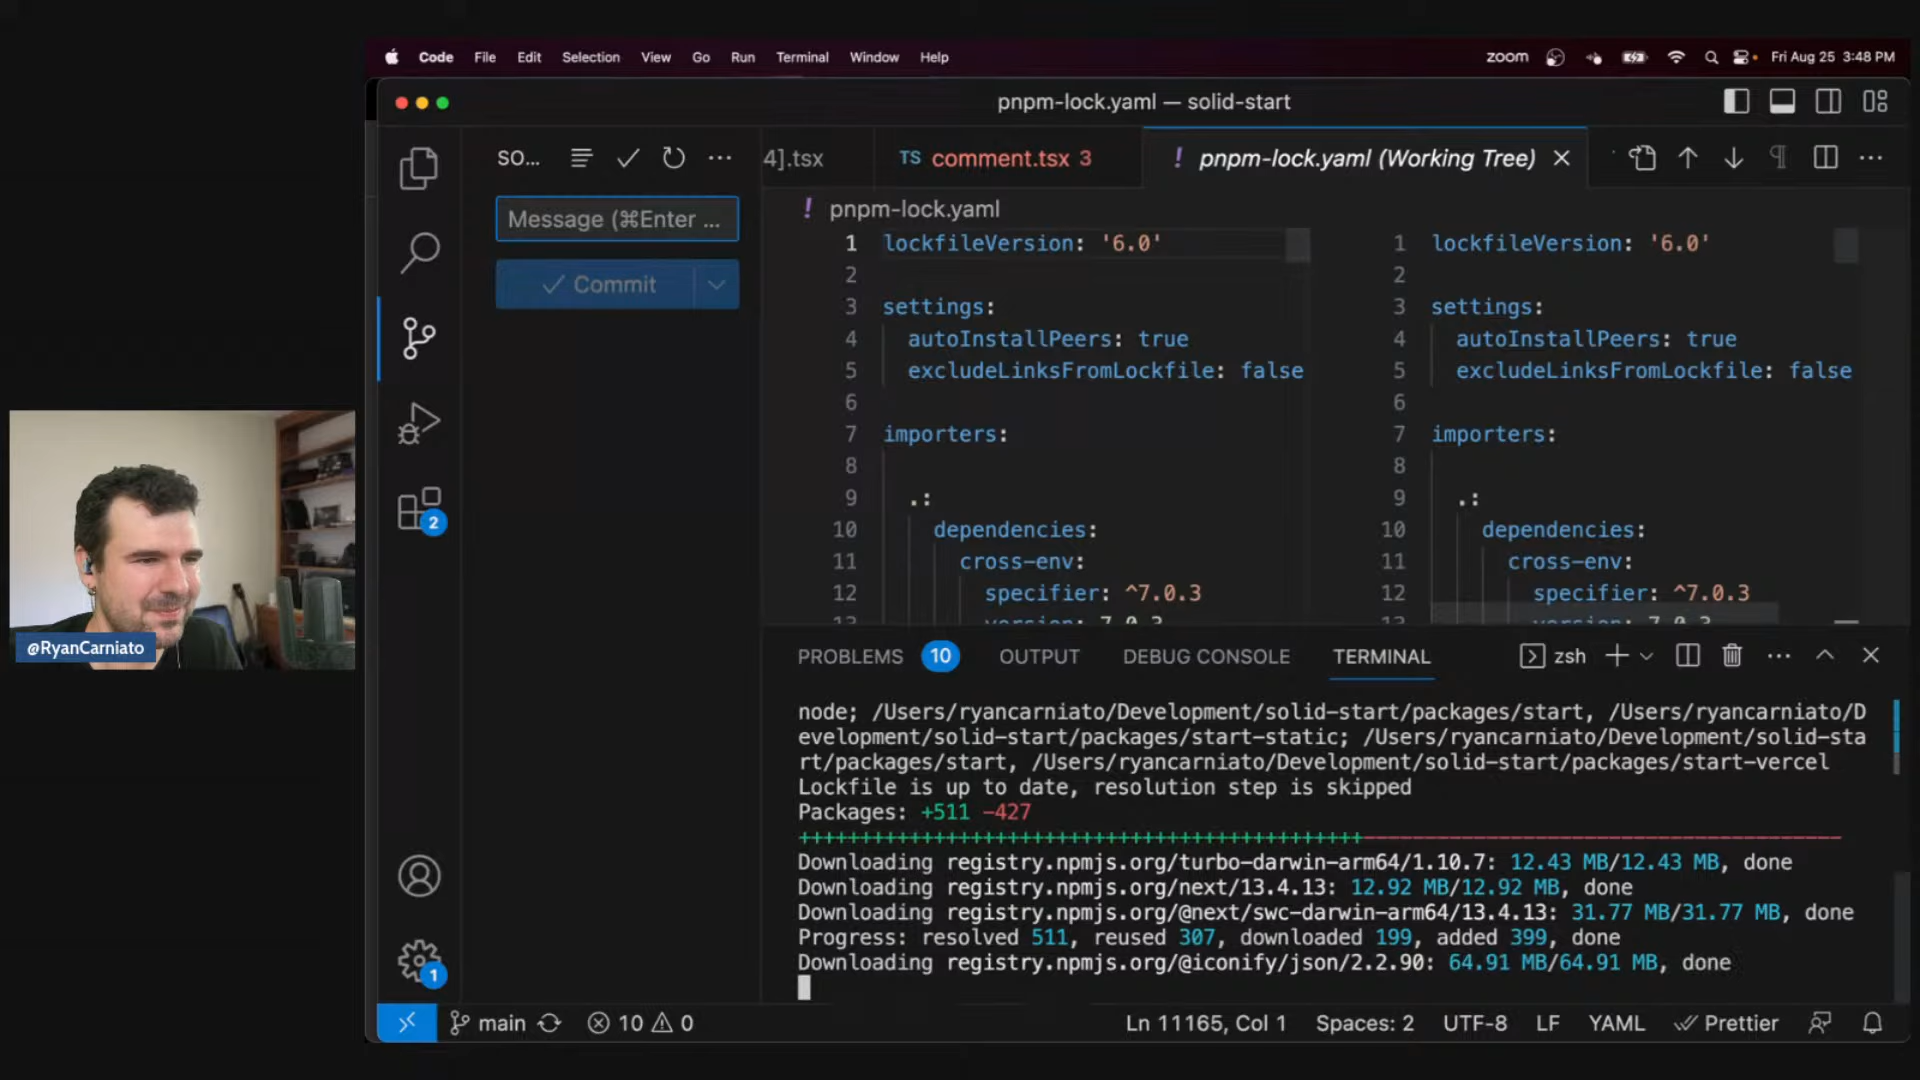 Code File Edit Selection View Go Run Terminal Window Help
zoom Fri Aug 25 3:48 PM
pnpm-lock.yaml — solid-start
SO...
4].tsx
TS comment.tsx 3
! pnpm-lock.yaml (Working Tree)
Message (⌘Enter ...
Commit
! pnpm-lock.yaml
1 lockfileVersion: '6.0'
2
3 settings:
4 autoInstallPeers: true
5 excludeLinksFromLockfile: false
6
7 importers:
8
9 .:
10 dependencies:
11 cross-env:
12 specifier: ^7.0.3
13 version: 7.0.3
1 lockfileVersion: '6.0'
2
3 settings:
4 autoInstallPeers: true
5 excludeLinksFromLockfile: false
6
7 importers:
8
9 .:
10 dependencies:
11 cross-env:
12 specifier: ^7.0.3
13 version: 7.0.3
2
1
@RyanCarniato
PROBLEMS 10 OUTPUT DEBUG CONSOLE TERMINAL
zsh
node; /Users/ryancarniato/Development/solid-start/packages/start, /Users/ryancarniato/D
evelopment/solid-start/packages/start-static; /Users/ryancarniato/Development/solid-sta
rt/packages/start, /Users/ryancarniato/Development/solid-start/packages/start-vercel
Lockfile is up to date, resolution step is skipped
Packages: +511 -427
++++++++++++++++++++++++++++++++++++++++++++++----------------------------------------
Downloading registry.npmjs.org/turbo-darwin-arm64/1.10.7: 12.43 MB/12.43 MB, done
Downloading registry.npmjs.org/next/13.4.13: 12.92 MB/12.92 MB, done
Downloading registry.npmjs.org/@next/swc-darwin-arm64/13.4.13: 31.77 MB/31.77 MB, done
Progress: resolved 511, reused 307, downloaded 199, added 399, done
Downloading registry.npmjs.org/@iconify/json/2.2.90: 64.91 MB/64.91 MB, done
main 10 0
Ln 11165, Col 1 Spaces: 2 UTF-8 LF YAML Prettier